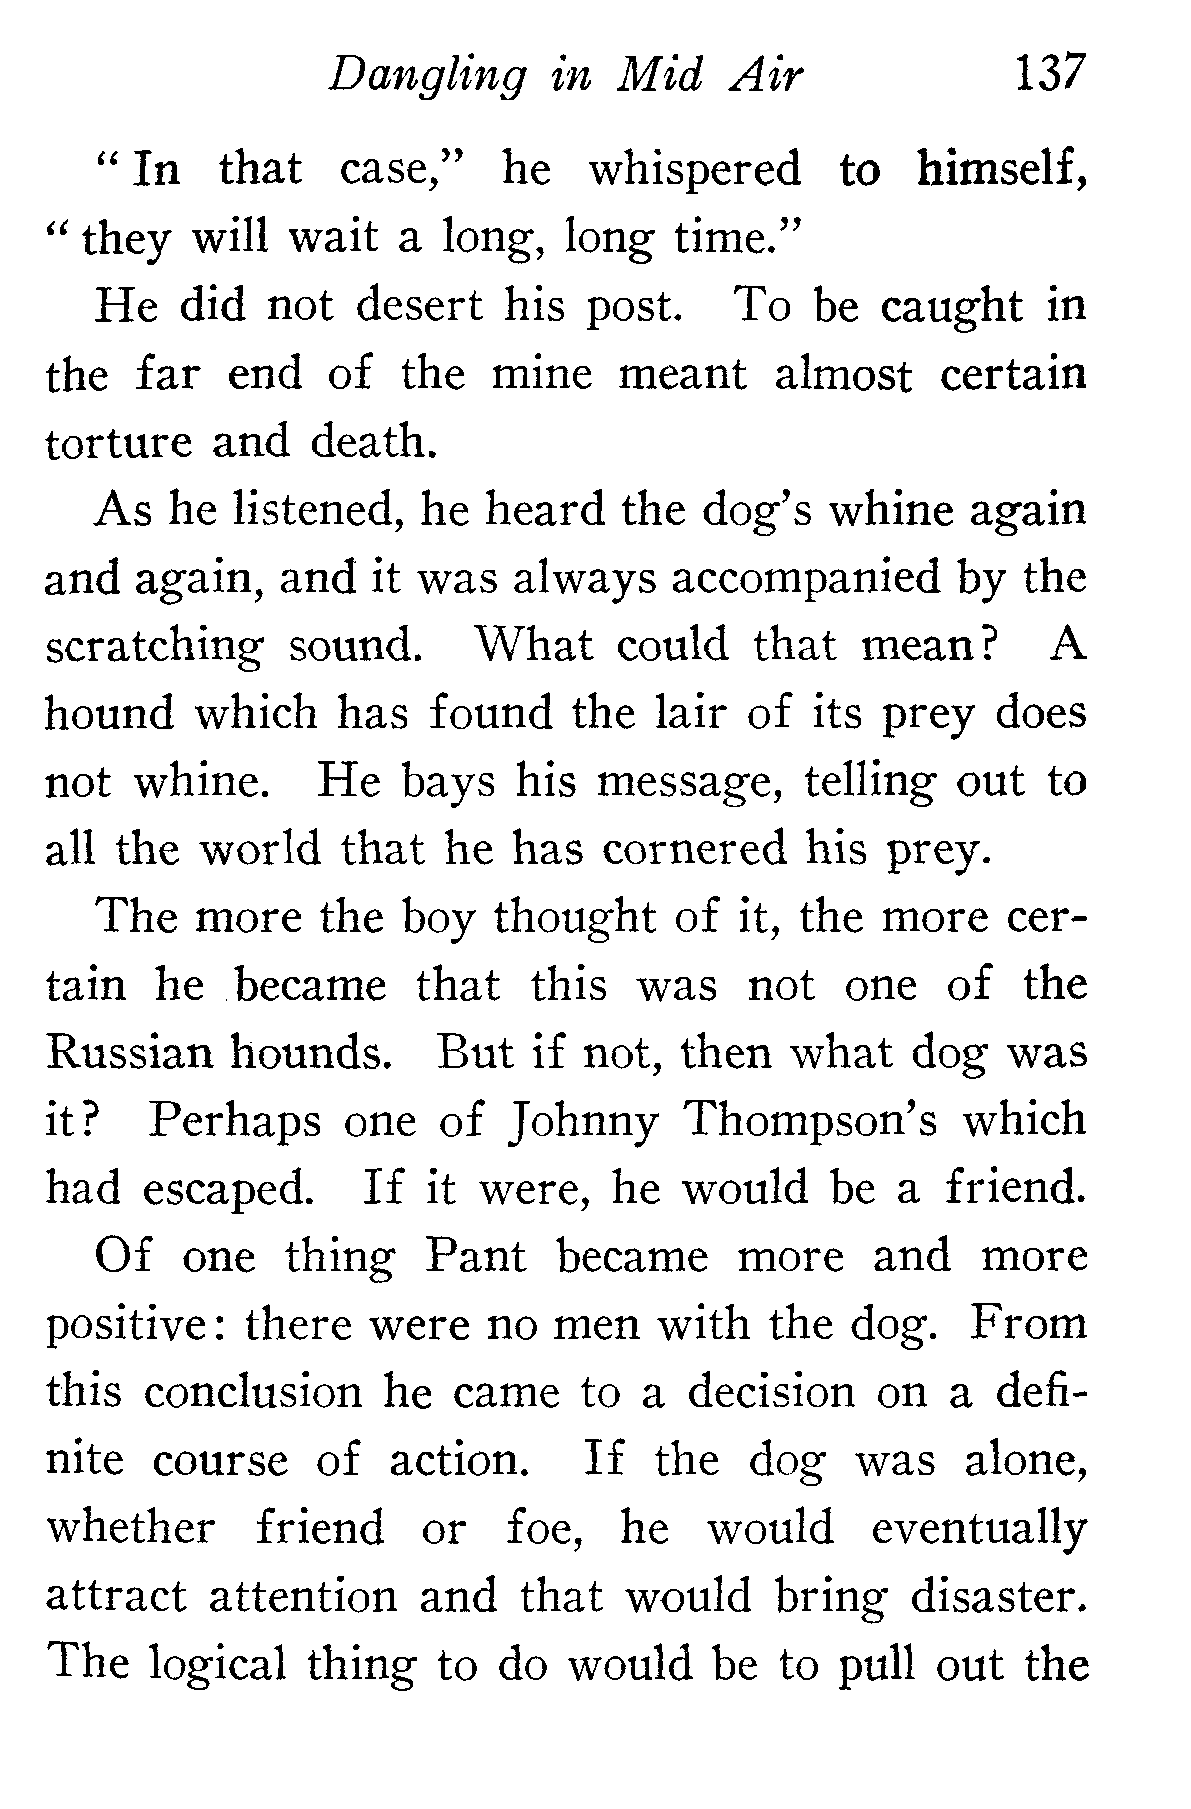 Dangling in Mid Air 137
" In that case," he whispered to himself,
" they will wait a long, long time."
He did not desert his post. To be caught in
the far end of the mine meant almost certain
torture and death.
As he listened, he heard the dog's whine again
and again, and it was always accompanied by the
scratching sound. What could that mean? A
hound which has found the lair of its prey does
not whine. He bays his message, telling out to
all the world that he has cornered his prey.
The more the boy thought of it, the more cer-
tain he became that this was not one of the
Russian hounds. But if not, then what dog was
it? Perhaps one of Johnny Thompson's which
had escaped. If it were, he would be a friend.
Of one thing Pant became more and more
positive: there were no men with the dog. From
this conclusion he came to a decision on a defi-
nite course of action. If the dog was alone,
whether friend or foe, he would eventually
attract attention and that would bring disaster.
The logical thing to do would be to pull out the